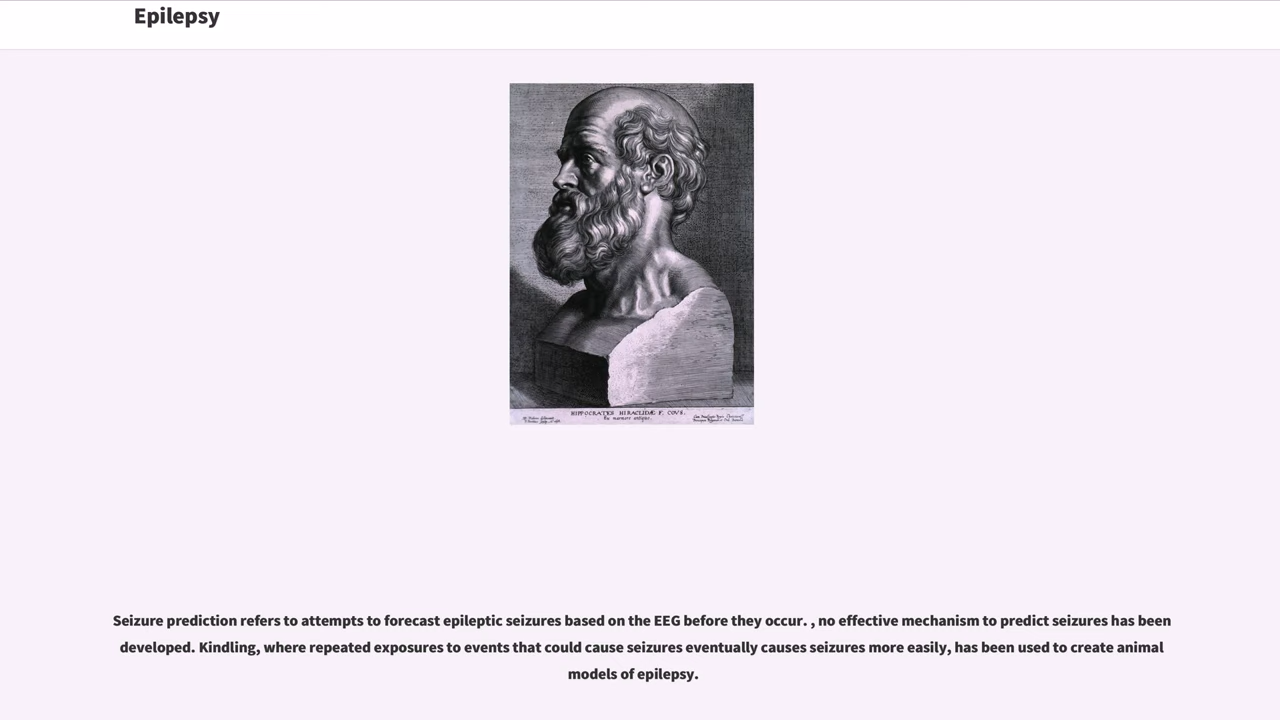 Epilepsy
HIPPOCRATES HIRACLIDÆ F. COVS.
Ex marmore antiquo.
Seizure prediction refers to attempts to forecast epileptic seizures based on the EEG before they occur. , no effective mechanism to predict seizures has been
developed. Kindling, where repeated exposures to events that could cause seizures eventually causes seizures more easily, has been used to create animal
models of epilepsy.